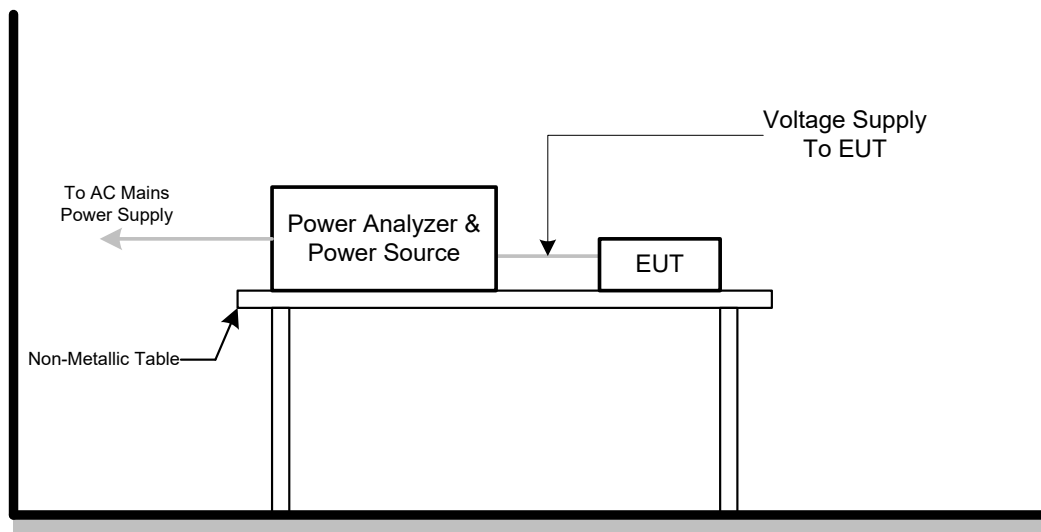 Voltage Supply
To EUT
To AC Mains
Power Supply
Power Analyzer &
Power Source
EUT
Non-Metallic Table